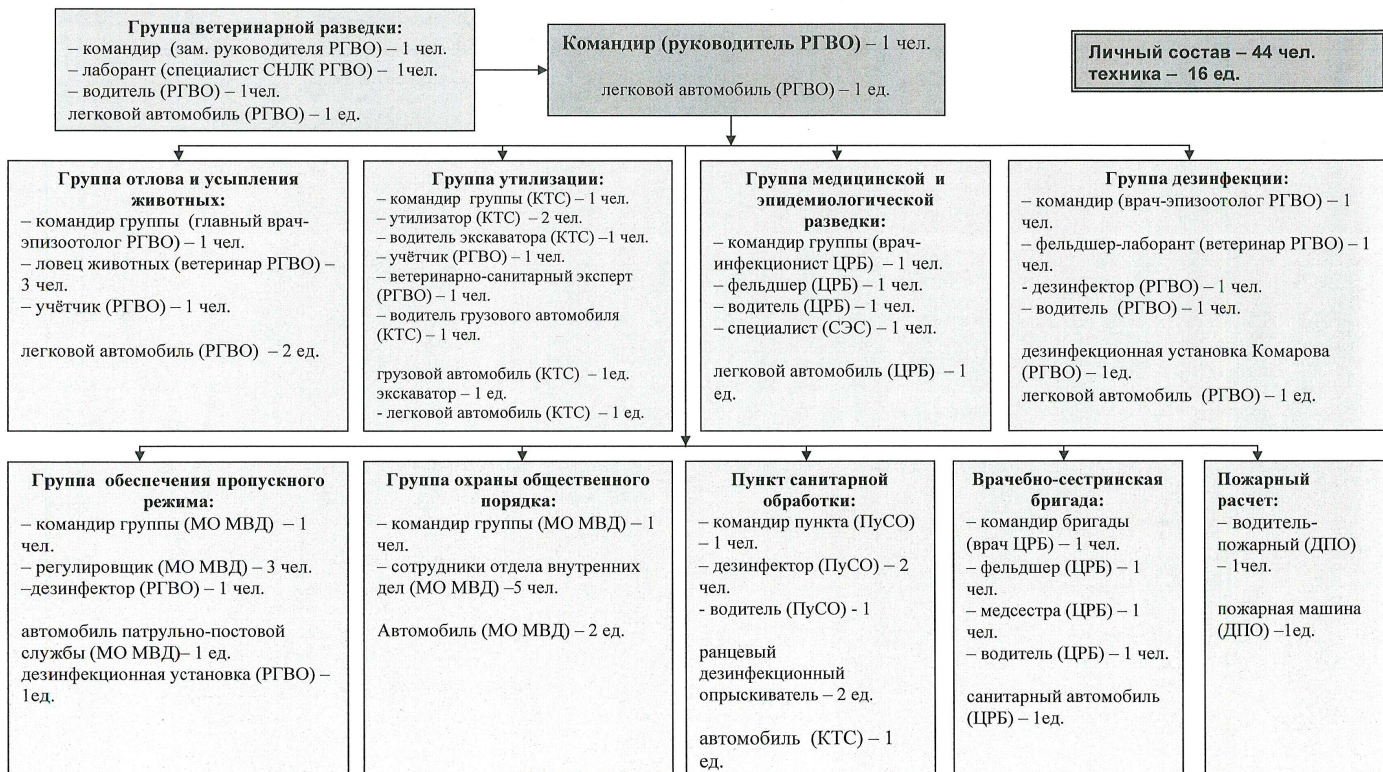 Группа ветеринарной разведки:
– командир (зам. руководителя РГВО) – 1 чел.
– лаборант (специалист СНЛК РГВО) – 1чел.
– водитель (РГВО) – 1чел.
легковой автомобиль (РГВО) – 1 ед.
Командир (руководитель РГВО) – 1 чел.
легковой автомобиль (РГВО) – 1 ед.
Личный состав – 44 чел.
техника – 16 ед.
Группа отлова и усыпления
животных:
– командир группы (главный врач-
эпизоотолог РГВО) – 1 чел.
– ловец животных (ветеринар РГВО) –
3 чел.
– учётчик (РГВО) – 1 чел.
легковой автомобиль (РГВО) – 2 ед.
Группа утилизации:
– командир группы (КТС) – 1 чел.
– утилизатор (КТС) – 2 чел.
– водитель экскаватора (КТС) –1 чел.
– учётчик (РГВО) – 1 чел.
– ветеринарно-санитарный эксперт
(РГВО) – 1 чел.
– водитель грузового автомобиля
(КТС) – 1 чел.
грузовой автомобиль (КТС) – 1ед.
экскаватор – 1 ед.
- легковой автомобиль (КТС) – 1 ед.
Группа медицинской и
эпидемиологической
разведки:
– командир группы (врач-
инфекционист ЦРБ) – 1 чел.
– фельдшер (ЦРБ) – 1 чел.
– водитель (ЦРБ) – 1 чел.
– специалист (СЭС) – 1 чел.
легковой автомобиль (ЦРБ) – 1
ед.
Группа дезинфекции:
– командир (врач-эпизоотолог РГВО) – 1
чел.
– фельдшер-лаборант (ветеринар РГВО) – 1
чел.
- дезинфектор (РГВО) – 1 чел.
– водитель (РГВО) – 1 чел.
дезинфекционная установка Комарова
(РГВО) – 1ед.
легковой автомобиль (РГВО) – 1 ед.
Группа обеспечения пропускного
режима:
– командир группы (МО МВД) – 1
чел.
– регулировщик (МО МВД) – 3 чел.
–дезинфектор (РГВО) – 1 чел.
автомобиль патрульно-постовой
службы (МО МВД)– 1 ед.
дезинфекционная установка (РГВО) –
1ед.
Группа охраны общественного
порядка:
– командир группы (МО МВД) – 1
чел.
– сотрудники отдела внутренних
дел (МО МВД) –5 чел.
Автомобиль (МО МВД) – 2 ед.
Пункт санитарной
обработки:
– командир пункта (ПуСО)
– 1 чел.
– дезинфектор (ПуСО) – 2
чел.
- водитель (ПуСО) - 1
ранцевый
дезинфекционный
опрыскиватель – 2 ед.
автомобиль (КТС) – 1
ед.
Врачебно-сестринская
бригада:
– командир бригады
(врач ЦРБ) – 1 чел.
– фельдшер (ЦРБ) – 1
чел.
– медсестра (ЦРБ) – 1
чел.
– водитель (ЦРБ) – 1 чел.
санитарный автомобиль
(ЦРБ) – 1ед.
Пожарный
расчет:
– водитель-
пожарный (ДПО)
– 1чел.
пожарная машина
(ДПО) –1ед.